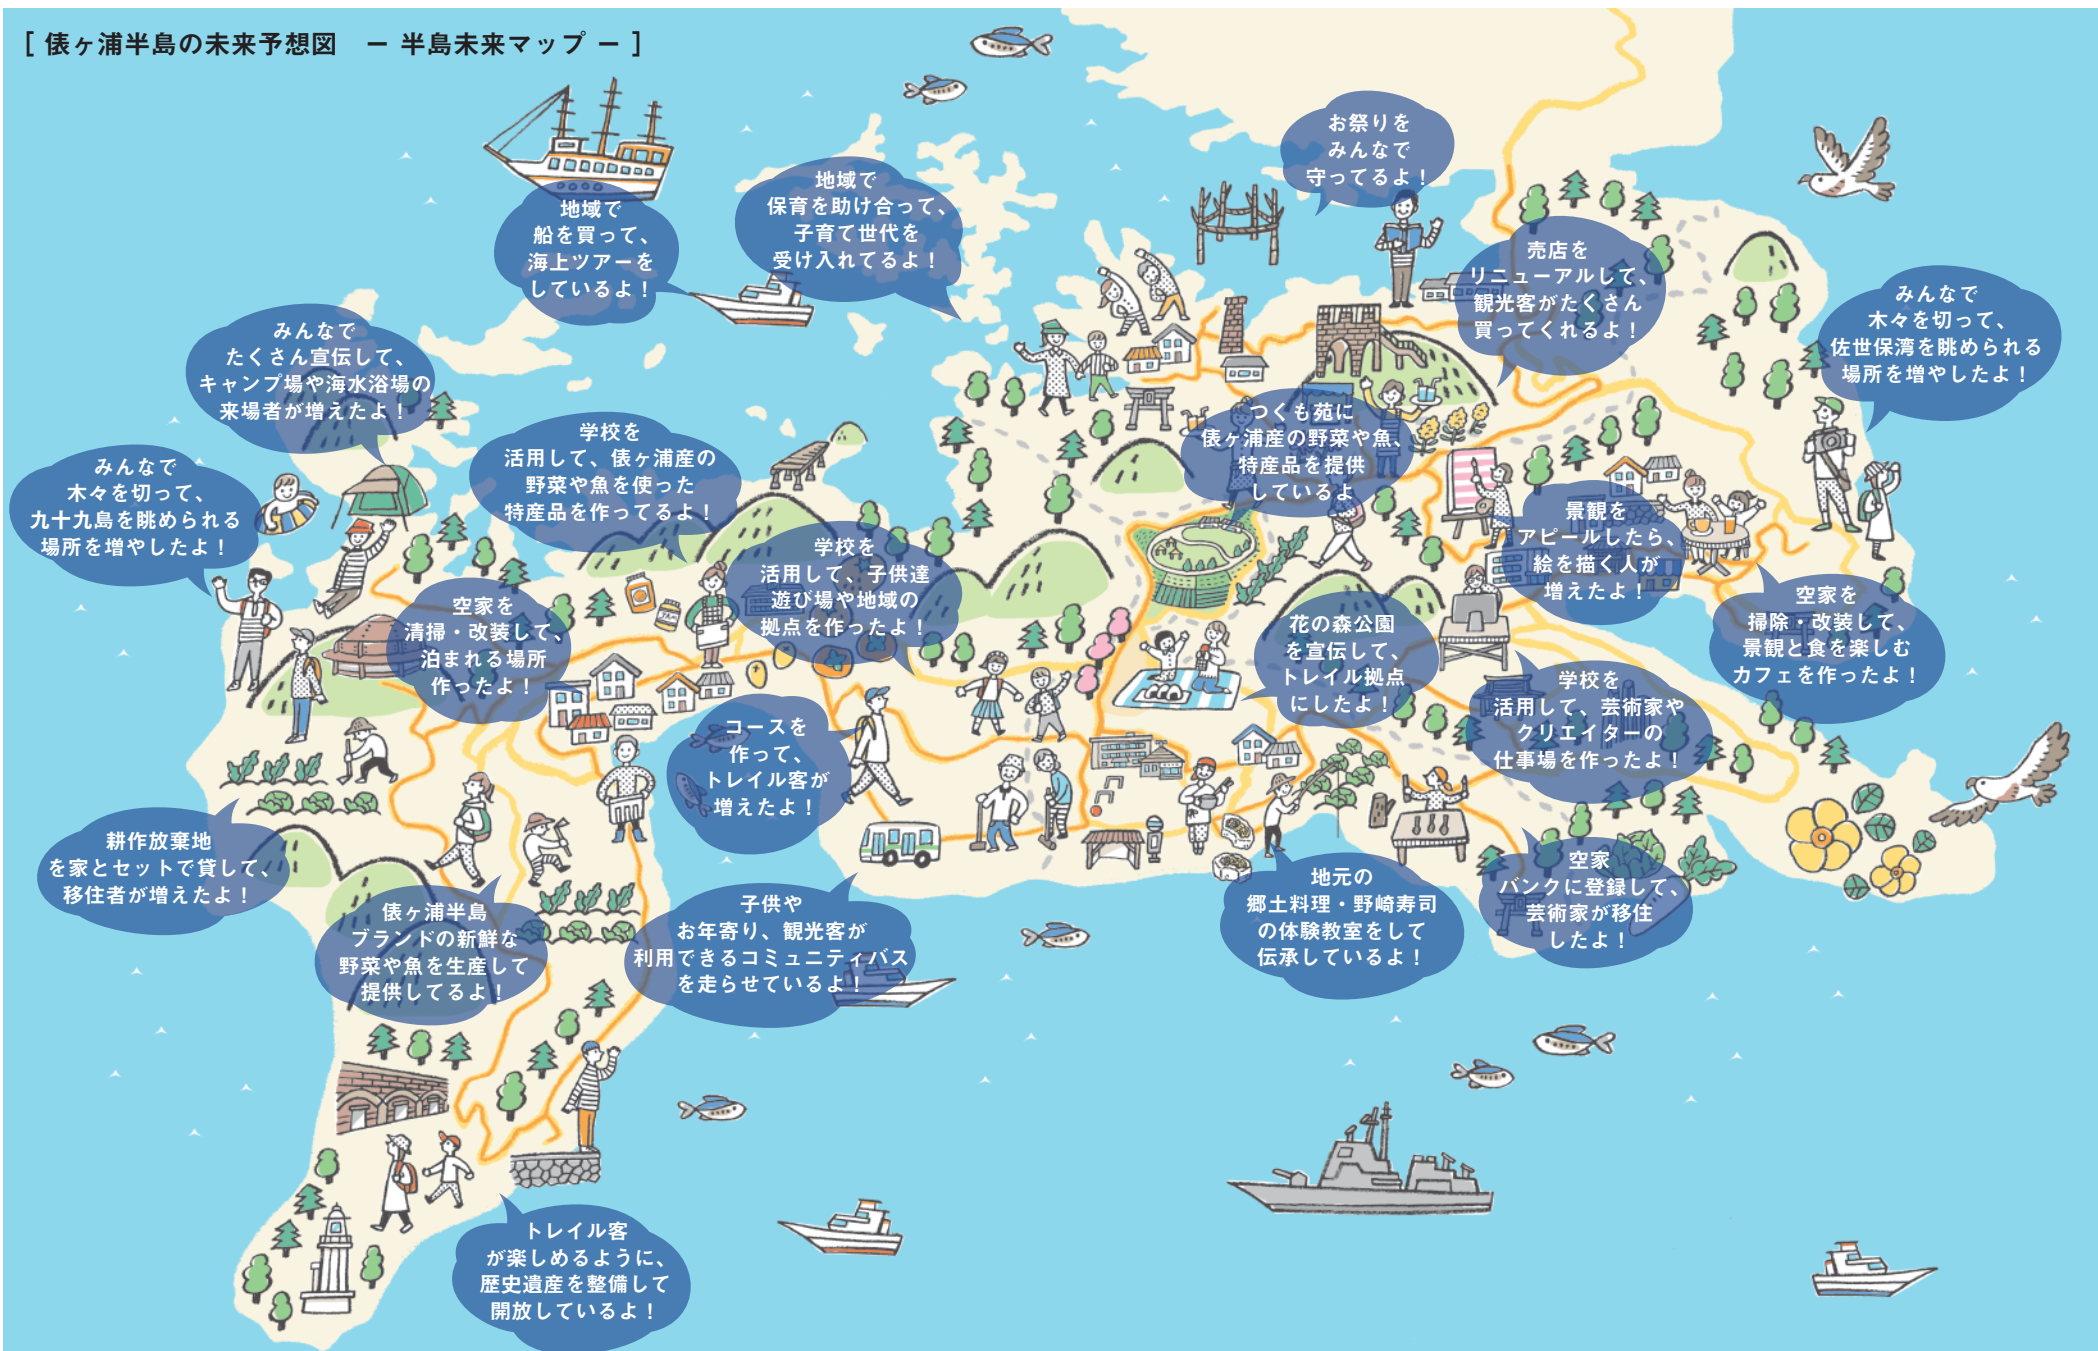 [ 俵ヶ浦半島の未来予想図　ー 半島未来マップ ー ]
お祭りを
みんなで
守ってるよ！
地域で
保育を助け合って、
子育て世代を
受け入れてるよ！
地域で
船を買って、
海上ツアーを
しているよ！
売店を
リニューアルして、
観光客がたくさん
買ってくれるよ！
みんなで
木々を切って、
佐世保湾を眺められる
場所を増やしたよ！
みんなで
たくさん宣伝して、
キャンプ場や海水浴場の
来場者が増えたよ！
つくも苑に
俵ヶ浦産の野菜や魚、
特産品を提供
しているよ
学校を
活用して、俵ヶ浦産の
野菜や魚を使った
特産品を作ってるよ！
みんなで
木々を切って、
九十九島を眺められる
場所を増やしたよ！
学校を
活用して、子供達
遊び場や地域の
拠点を作ったよ！
景観を
アピールしたら、
絵を描く人が
増えたよ！
空家を
清掃・改装して、
泊まれる場所
作ったよ！
JAM
花の森公園
を宣伝して、
トレイル拠点
にしたよ！
空家を
掃除・改装して、
景観と食を楽しむ
カフェを作ったよ！
学校を
活用して、芸術家や
クリエイターの
仕事場を作ったよ！
コースを
作って、
トレイル客が
増えたよ！
耕作放棄地
を家とセットで貸して、
移住者が増えたよ！
俵ヶ浦半島
ブランドの新鮮な
野菜や魚を生産して
提供してるよ！
子供や
お年寄り、観光客が
利用できるコミュニティバス
を走らせているよ！
地元の
郷土料理・野崎寿司
の体験教室をして
伝承しているよ！
空家
バンクに登録して、
芸術家が移住
したよ！
トレイル客
が楽しめるように、
歴史遺産を整備して
開放しているよ！